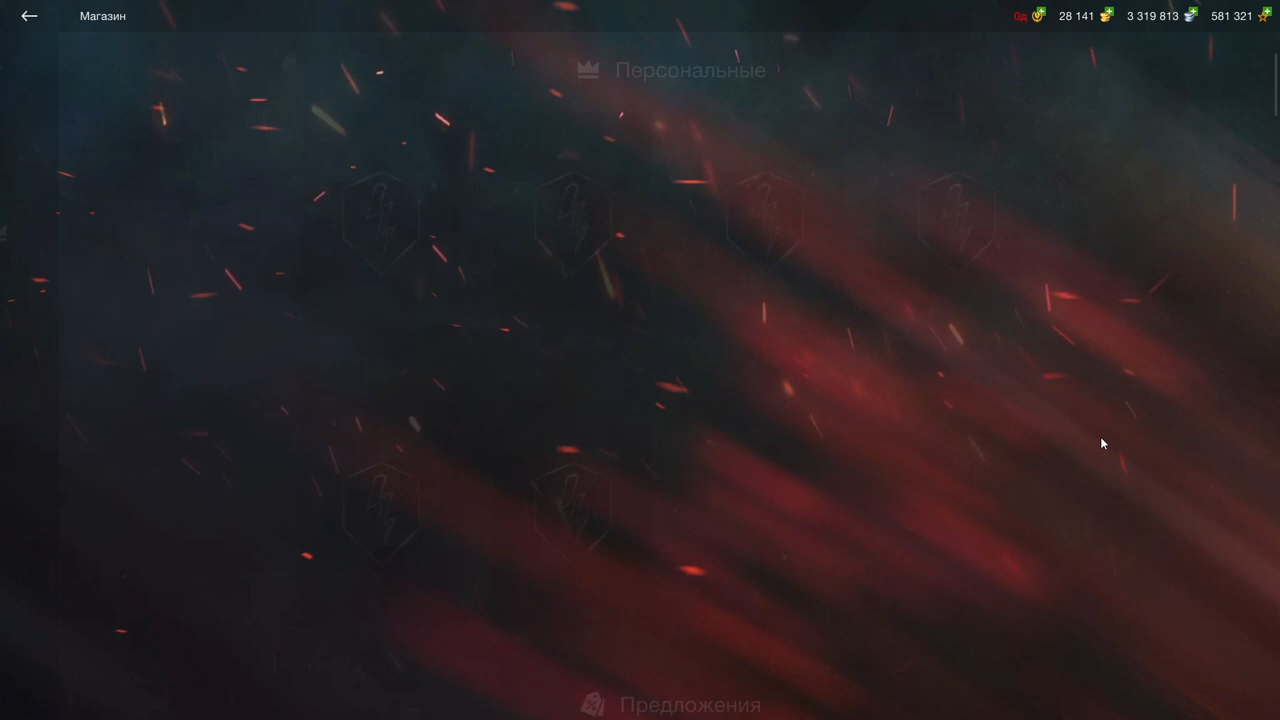 Магазин
0д 28 141 3 319 813 581 321
Персональные
Предложения